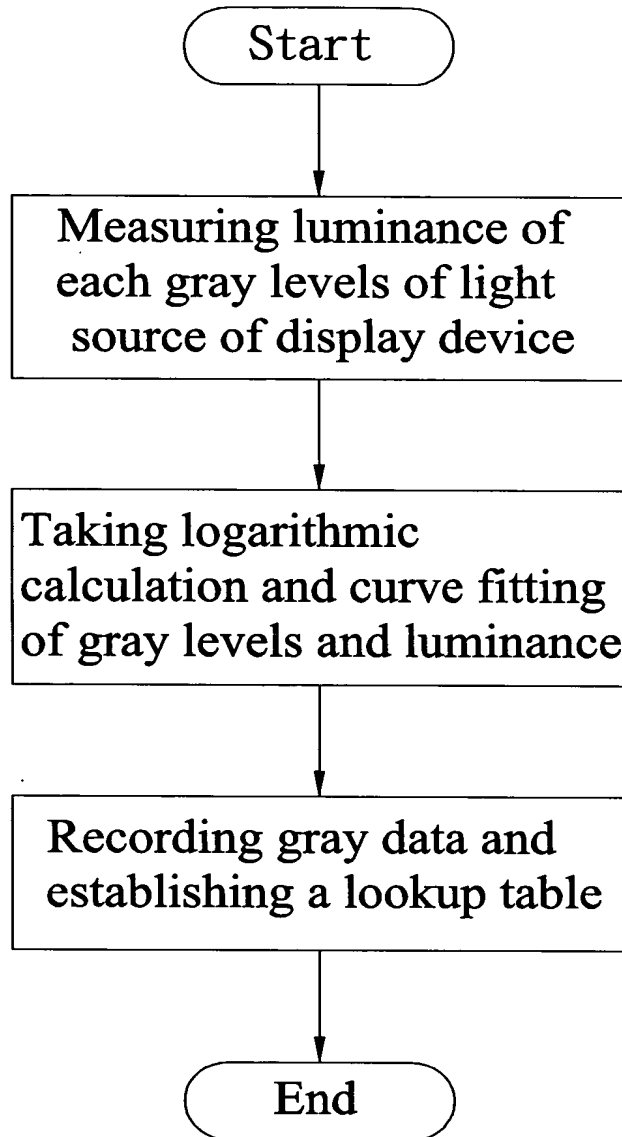 Start
Measuring luminance of
each gray levels of light
source of display device
Taking logarithmic
calculation and curve fitting
of gray levels and luminance
Recording gray data and
establishing a lookup table
End